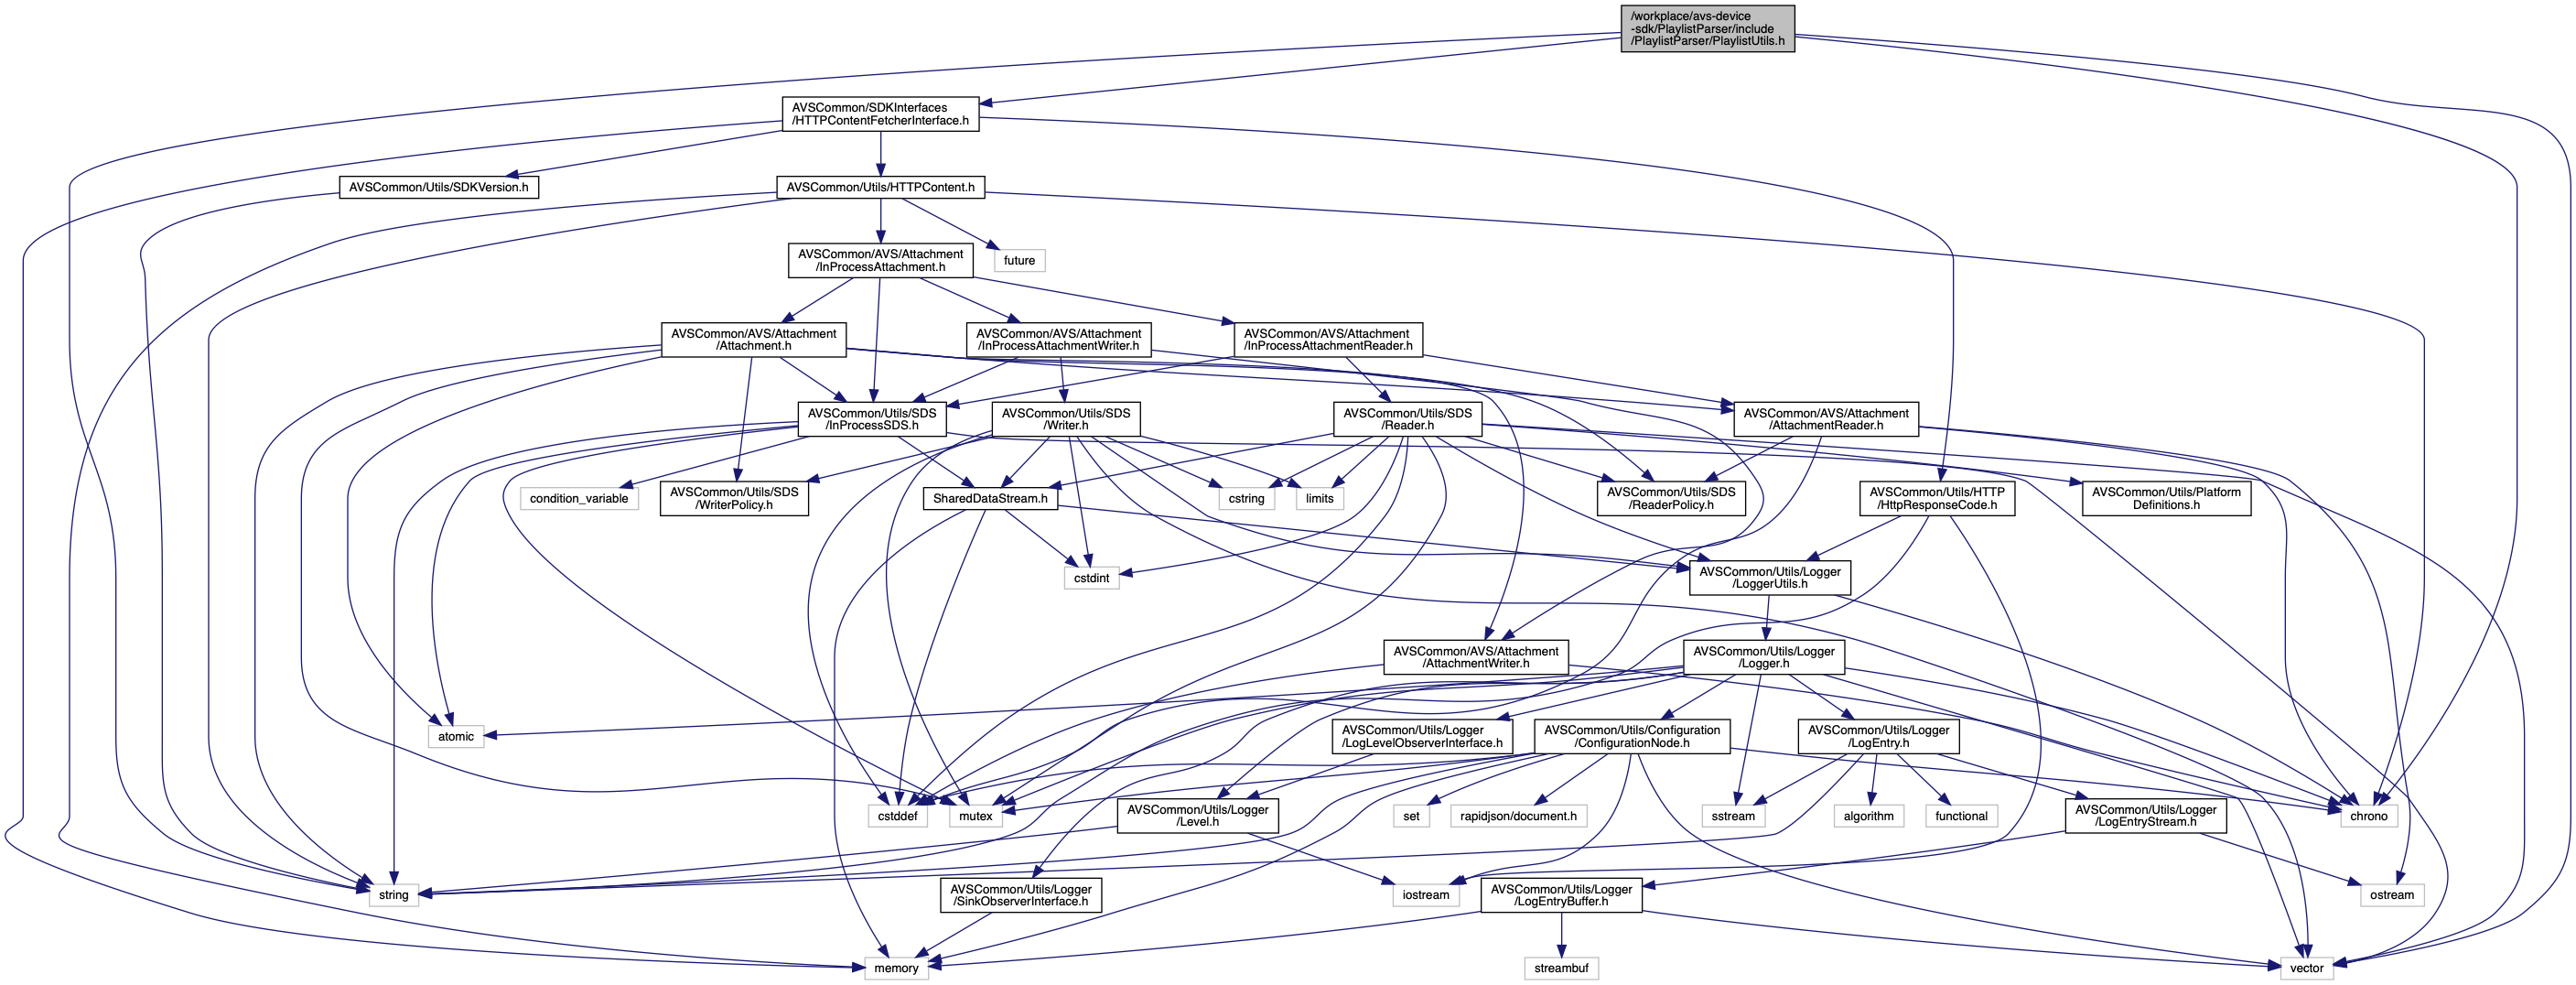 /workplace/avs-device
-sdk/PlaylistParser/include
/PlaylistParser/PlaylistUtils.h
AVSCommon/SDKInterfaces
/HTTPContentFetcherInterface.h
AVSCommon/Utils/SDKVersion.h
AVSCommon/Utils/HTTPContent.h
AVSCommon/AVS/Attachment
/InProcessAttachment.h
future
AVSCommon/AVS/Attachment
/Attachment.h
AVSCommon/AVS/Attachment
/InProcessAttachmentWriter.h
AVSCommon/AVS/Attachment
/InProcessAttachmentReader.h
AVSCommon/Utils/SDS
/InProcessSDS.h
AVSCommon/Utils/SDS
/Writer.h
AVSCommon/Utils/SDS
/Reader.h
AVSCommon/AVS/Attachment
/AttachmentReader.h
condition_variable
AVSCommon/Utils/SDS
/WriterPolicy.h
SharedDataStream.h
cstring
limits
AVSCommon/Utils/SDS
/ReaderPolicy.h
AVSCommon/Utils/HTTP
/HttpResponseCode.h
AVSCommon/Utils/Platform
Definitions.h
cstdint
AVSCommon/Utils/Logger
/LoggerUtils.h
AVSCommon/AVS/Attachment
/AttachmentWriter.h
AVSCommon/Utils/Logger
/Logger.h
atomic
AVSCommon/Utils/Logger
/LogLevelObserverInterface.h
AVSCommon/Utils/Configuration
/ConfigurationNode.h
AVSCommon/Utils/Logger
/LogEntry.h
cstddef
mutex
AVSCommon/Utils/Logger
/Level.h
set
rapidjson/document.h
sstream
algorithm
functional
AVSCommon/Utils/Logger
/LogEntryStream.h
chrono
string
AVSCommon/Utils/Logger
/SinkObserverInterface.h
iostream
AVSCommon/Utils/Logger
/LogEntryBuffer.h
ostream
memory
streambuf
vector